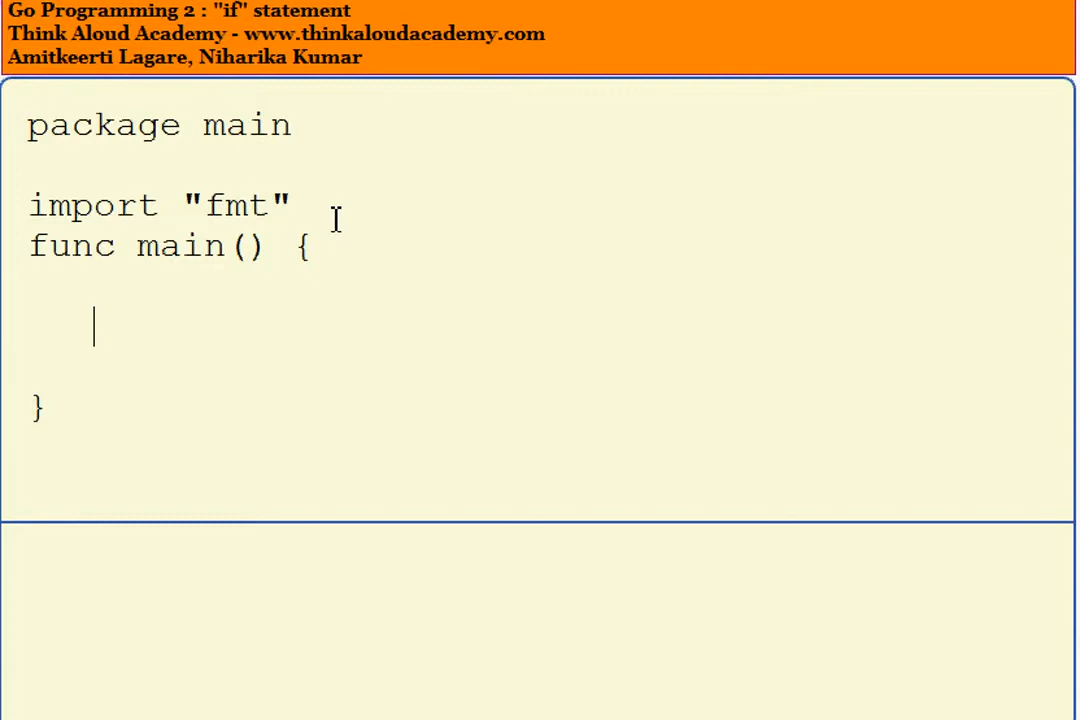 Go Programming 2 : "if" statement
Think Aloud Academy - www.thinkaloudacademy.com
Amitkeerti Lagare, Niharika Kumar
package main
import "fmt"
func main() {
}